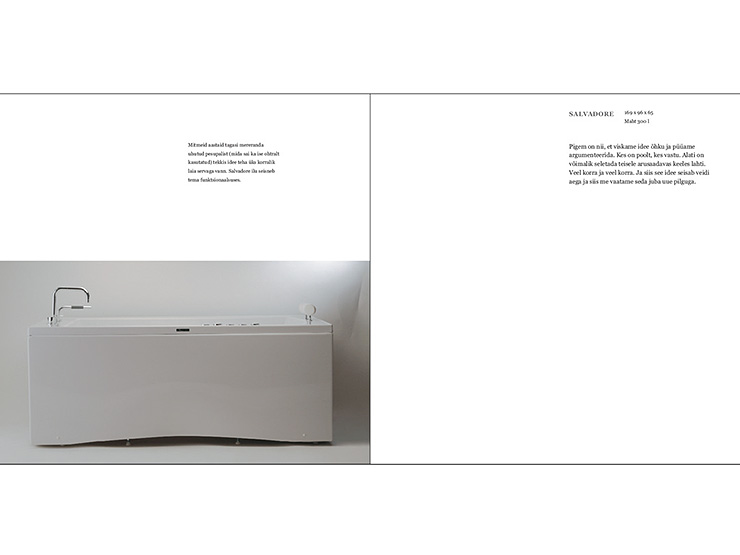 Mitmeid aastaid tagasi mereranda
uhutud pesupalist (mida sai ka ise ohtralt
kasutatud) tekkis idee teha üks korralik
laia servaga vann. Salvadore ilu seisneb
tema funktsionaalsuses.
SALVADORE
169 x 96 x 65
Maht 300 l
Pigem on nii, et viskame idee õhku ja püüame
argumenteerida. Kes on poolt, kes vastu. Alati on
võimalik seletada teisele arusaadavas keeles lahti.
Veel korra ja veel korra. Ja siis see idee seisab veidi
aega ja siis me vaatame seda juba uue pilguga.